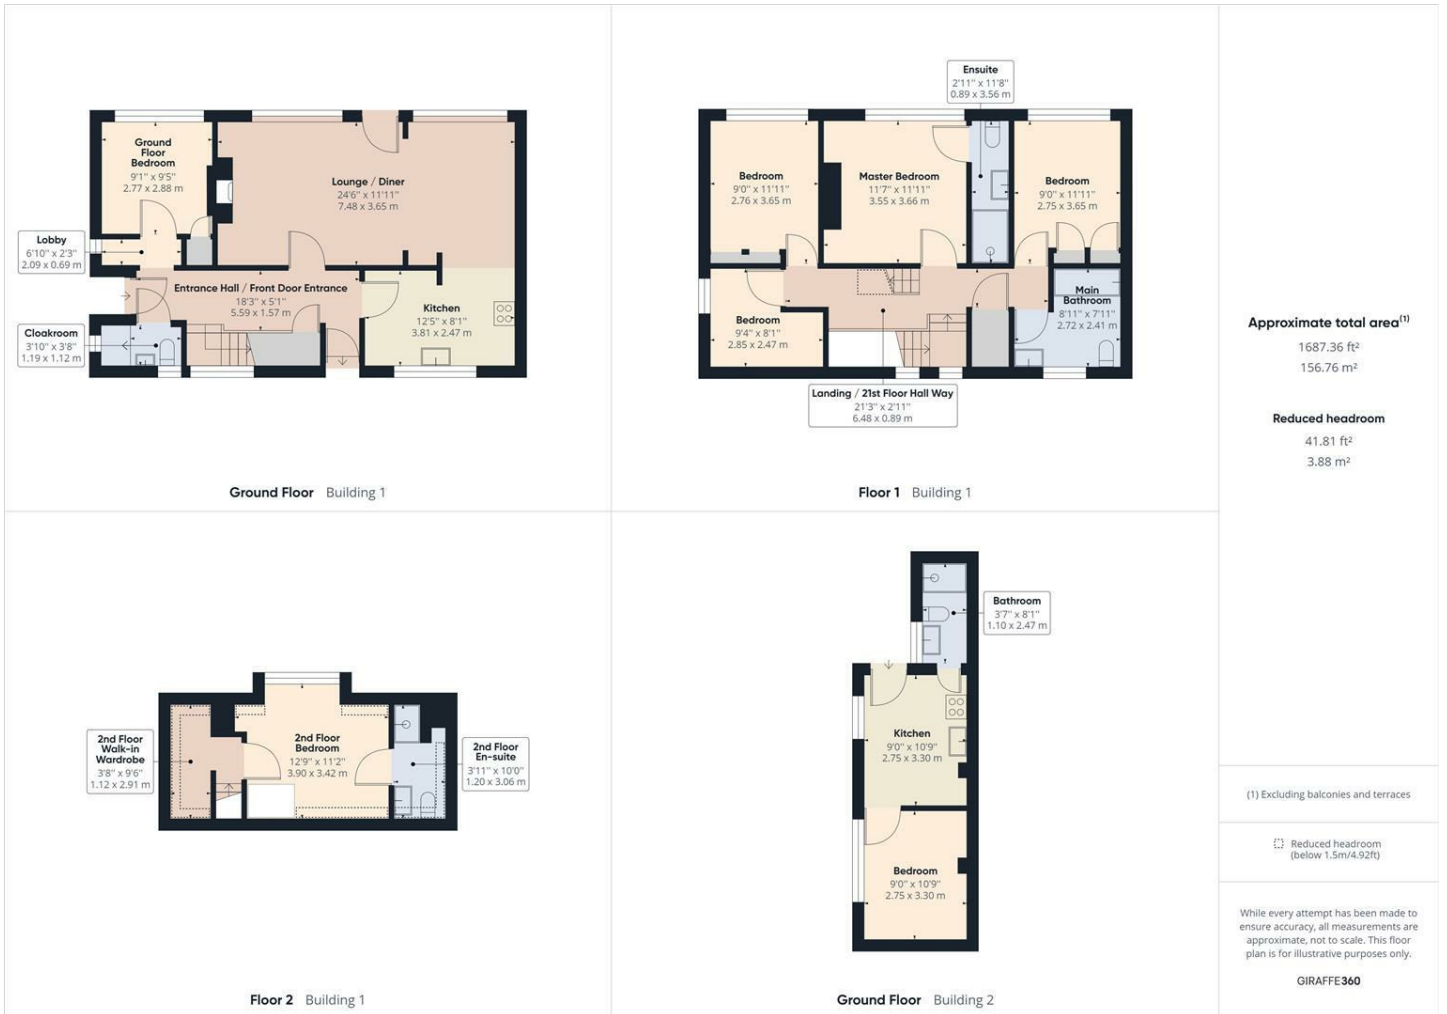 Ground
Floor
Bedroom
9'1" x 9'5"
2.77 x 2.88 m
Lounge / Diner
24'6" x 11'11"
7.48 x 3.65 m
Lobby
6'10" x 2'3"
2.09 x 0.69 m
Entrance Hall / Front Door Entrance
18'3" x 5'1"
5.59 x 1.57 m
Kitchen
12'5" x 8'1"
3.81 x 2.47 m
Cloakroom
3'10" x 3'8"
1.19 x 1.12 m
Ground Floor Building 1
Ensuite
2'11" x 11'8"
0.89 x 3.56 m
Bedroom
9'0" x 11'11"
2.76 x 3.65 m
Master Bedroom
11'7" x 11'11"
3.55 x 3.66 m
Bedroom
9'0" x 11'11"
2.75 x 3.65 m
Bedroom
9'4" x 8'1"
2.85 x 2.47 m
Main
Bathroom
8'11" x 7'11"
2.72 x 2.41 m
Landing / 21st Floor Hall Way
21'3" x 2'11"
6.48 x 0.89 m
Floor 1 Building 1
2nd Floor
Walk-in
Wardrobe
3'8" x 9'6"
1.12 x 2.91 m
2nd Floor
Bedroom
12'9" x 11'2"
3.90 x 3.42 m
2nd Floor
En-suite
3'11" x 10'0"
1.20 x 3.06 m
Floor 2 Building 1
Bathroom
3'7" x 8'1"
1.10 x 2.47 m
Kitchen
9'0" x 10'9"
2.75 x 3.30 m
Bedroom
9'0" x 10'9"
2.75 x 3.30 m
Ground Floor Building 2
Approximate total area(1)
1687.36 ft²
156.76 m²
Reduced headroom
41.81 ft²
3.88 m²
(1) Excluding balconies and terraces
Reduced headroom
(below 1.5m/4.92ft)
While every attempt has been made to
ensure accuracy, all measurements are
approximate, not to scale. This floor
plan is for illustrative purposes only.
GIRAFFE360